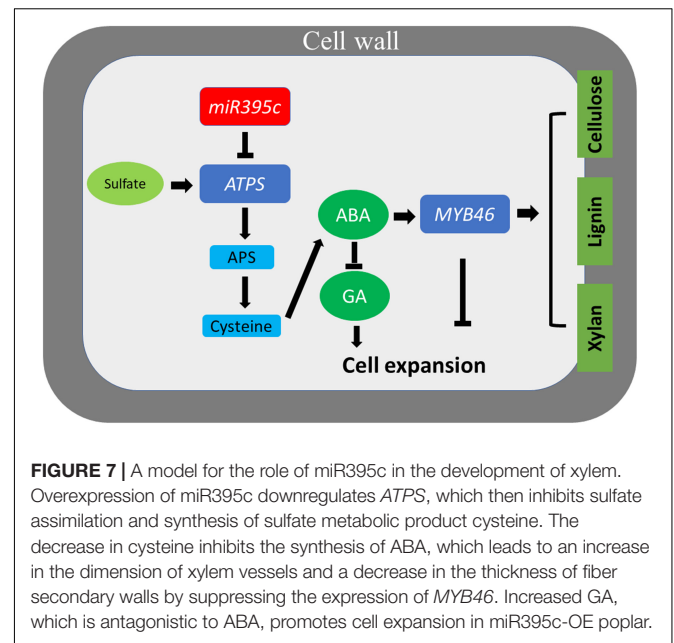 Cell wall
miR395c
Sulfate
ATPS
APS
Cysteine
ABA
GA
MYB46
Cell expansion
Cellulose
Lignin
Xylan
FIGURE 7 | A model for the role of miR395c in the development of xylem.
Overexpression of miR395c downregulates ATPS, which then inhibits sulfate
assimilation and synthesis of sulfate metabolic product cysteine. The
decrease in cysteine inhibits the synthesis of ABA, which leads to an increase
in the dimension of xylem vessels and a decrease in the thickness of fiber
secondary walls by suppressing the expression of MYB46. Increased GA,
which is antagonistic to ABA, promotes cell expansion in miR395c-OE poplar.